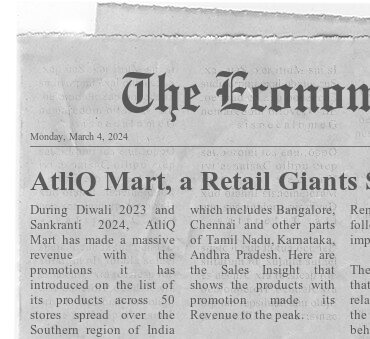 The Econom
Monday, March 4, 2024
AtliQ Mart, a Retail Giants S
During Diwali 2023 and
Sankranti 2024, AtliQ
Mart has made a massive
revenue with the
promotions it has
introduced on the list of
its products across 50
stores spread over the
Southern region of India
which includes Bangalore,
Chennai and other parts
of Tamil Nadu, Karnataka,
Andhra Pradesh. Here are
the Sales Insight that
shows the products with
promotion made its
Revenue to the peak.
Ren
follo
imp
The
that
rela
the
beh